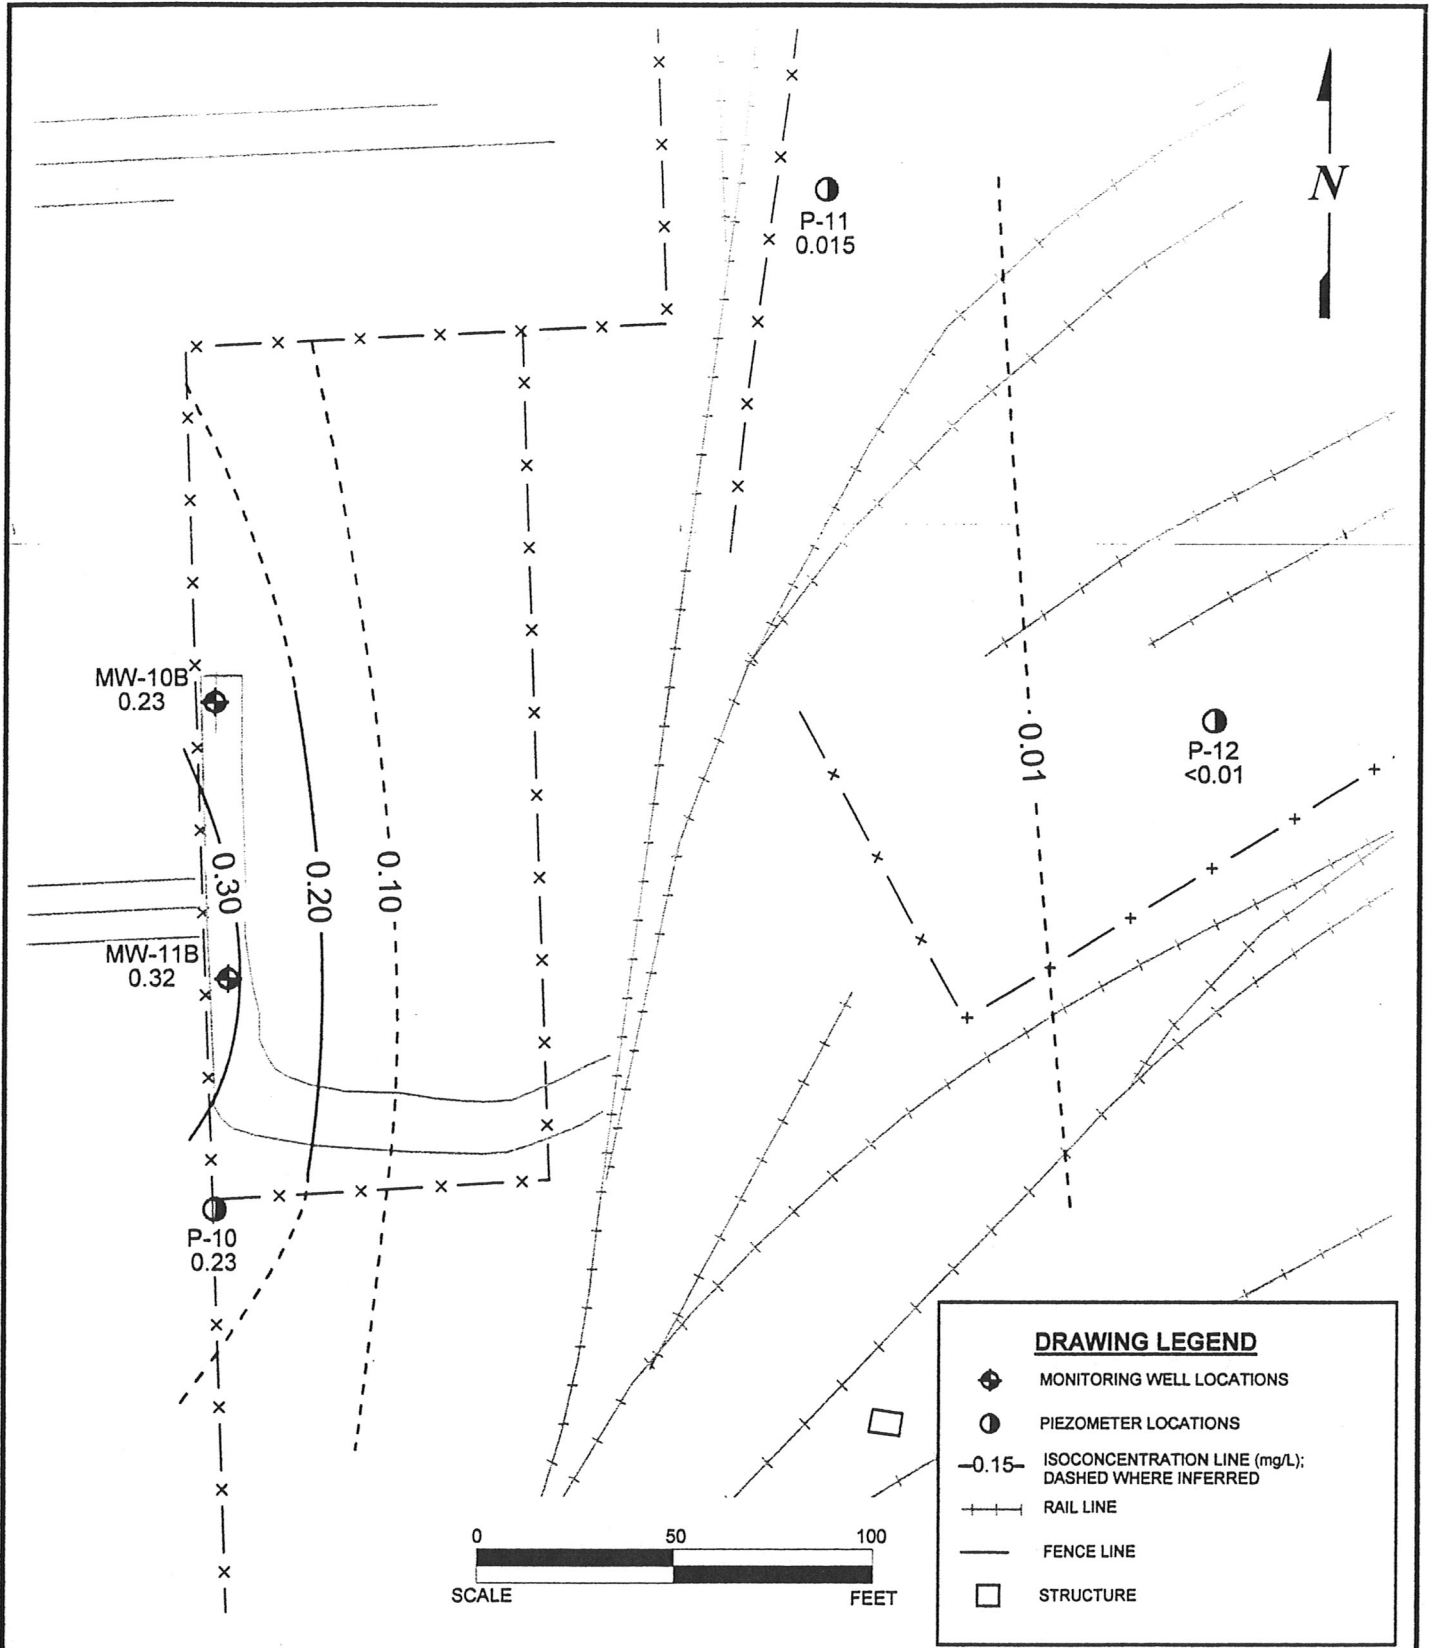 N
P-11
0.015
MW-10B
0.23
0.01
P-12
<0.01
0.30
0.20
0.10
MW-11B
0.32
P-10
0.23
DRAWING LEGEND
MONITORING WELL LOCATIONS
PIEZOMETER LOCATIONS
0.15
ISOCONCENTRATION LINE (mg/L);
DASHED WHERE INFERRED
RAIL LINE
FENCE LINE
STRUCTURE
0 50 100
SCALE FEET